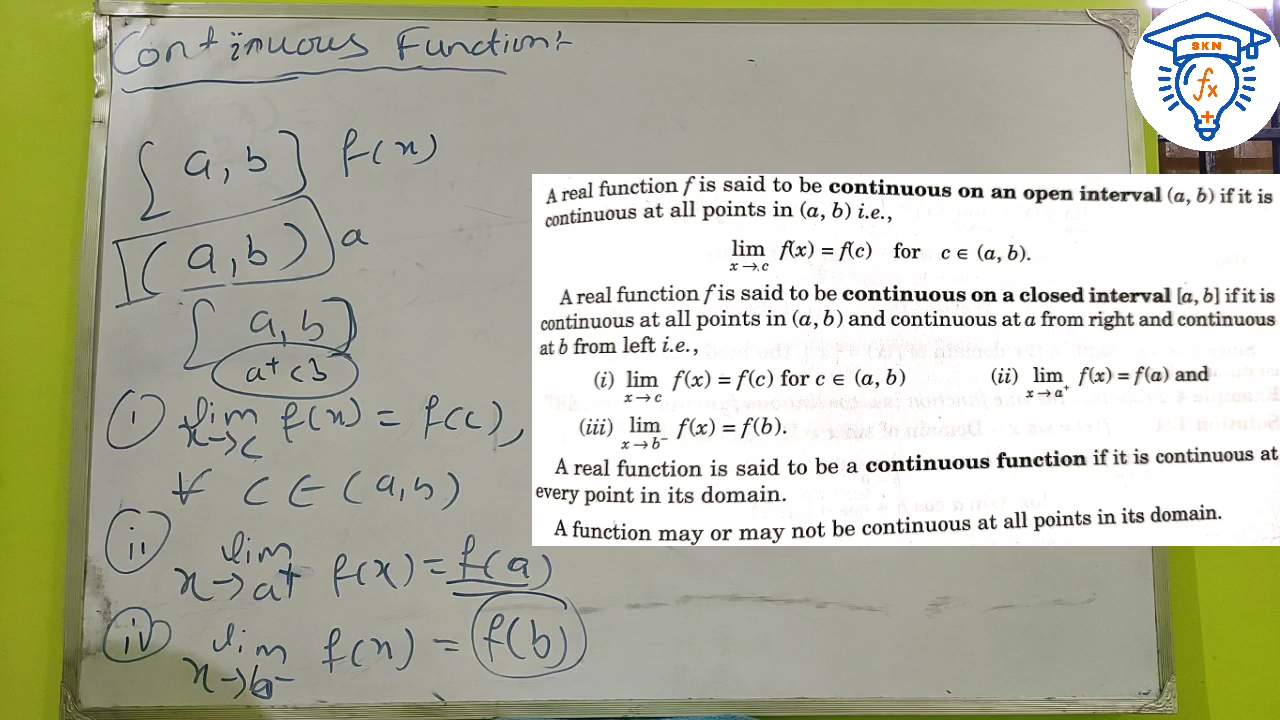 Continuous Function:-
[a, b] f(x)
(a, b) a
[a, b]
a+ < b
(i) lim f(x) = f(c),
x→c
∀ c ∈ (a, b)
(ii) lim f(x) = f(a)
x→a+
(iv) lim f(x) = f(b)
x→b-
SKN
fx
+
A real function f is said to be continuous on an open interval (a, b) if it is
continuous at all points in (a, b) i.e.,
lim f(x) = f(c) for c ∈ (a, b).
x→c
A real function f is said to be continuous on a closed interval [a, b] if it is
continuous at all points in (a, b) and continuous at a from right and continuous
at b from left i.e.,
(i) lim f(x) = f(c) for c ∈ (a, b) (ii) lim f(x) = f(a) and
x→c x→a+
(iii) lim f(x) = f(b).
x→b-
A real function is said to be a continuous function if it is continuous at
every point in its domain.
A function may or may not be continuous at all points in its domain.